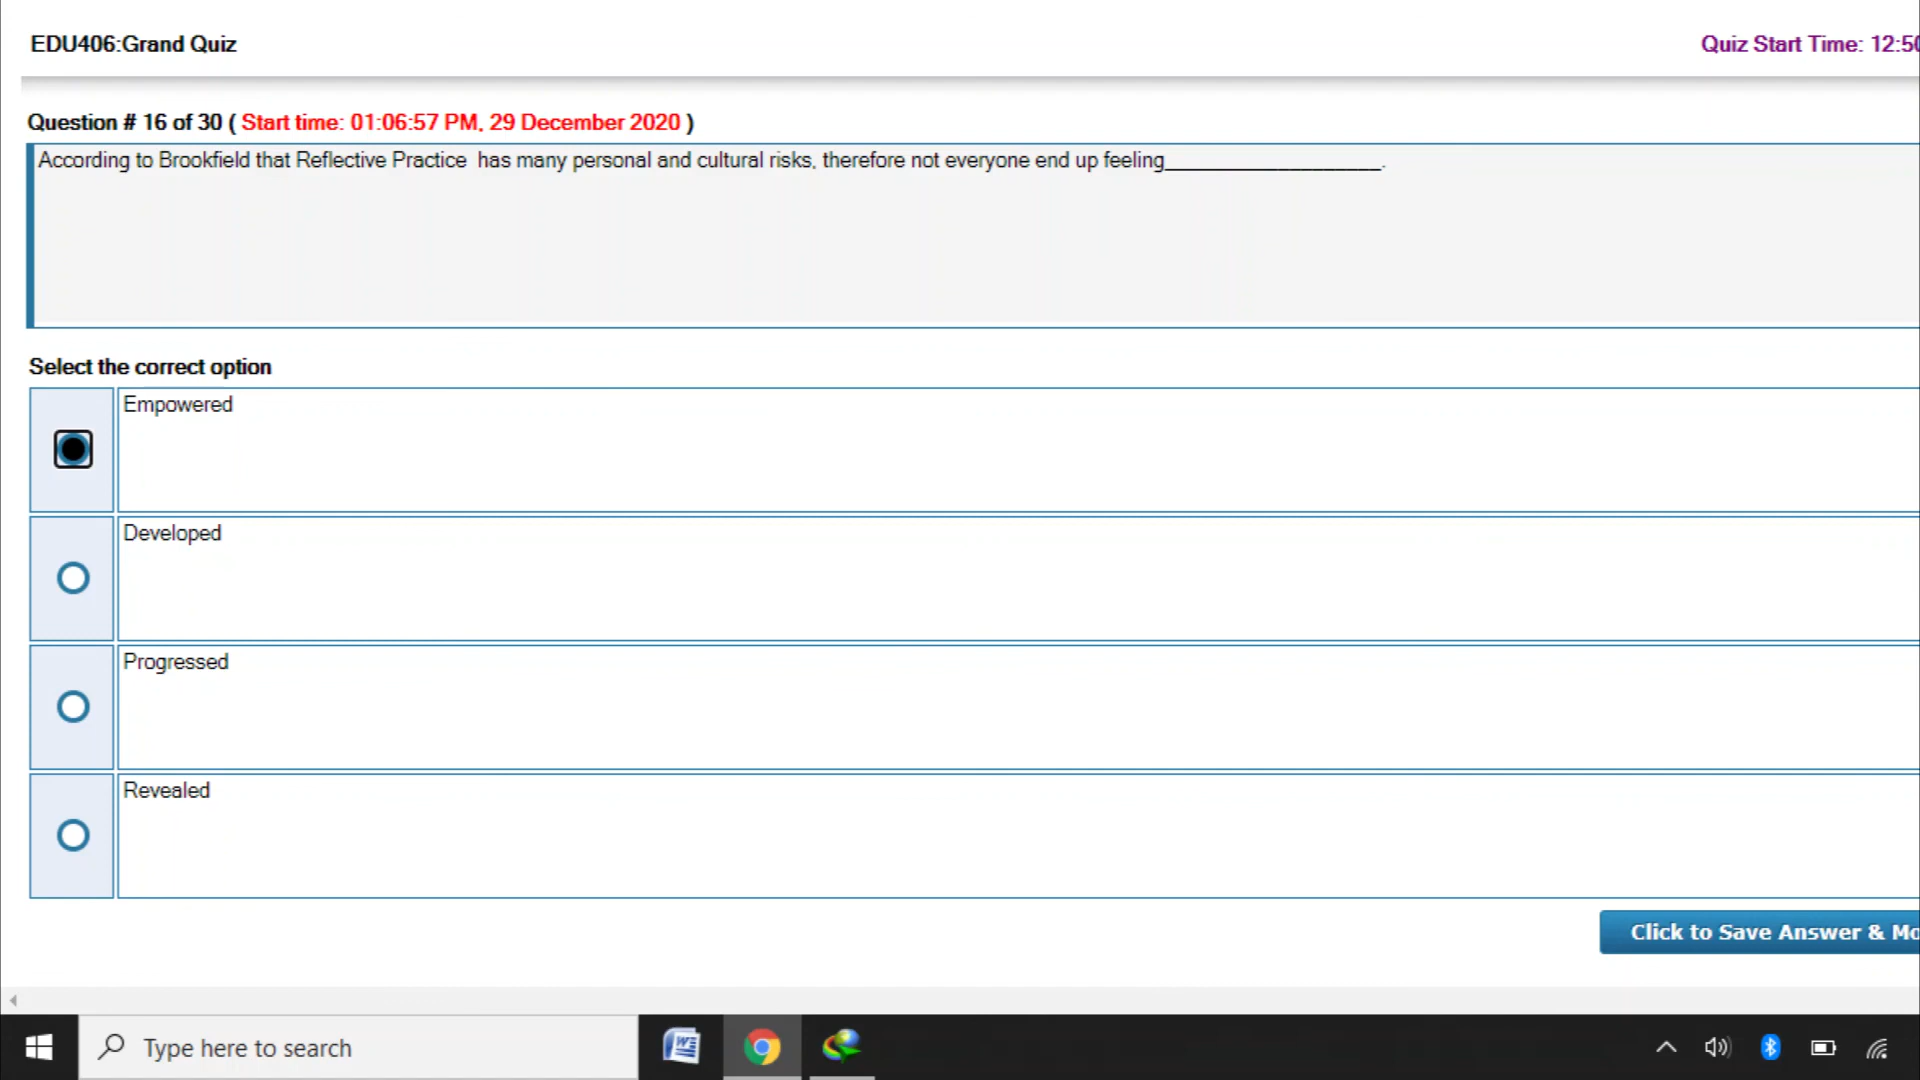 EDU406:Grand Quiz
Quiz Start Time: 12:50
Question # 16 of 30 ( Start time: 01:06:57 PM, 29 December 2020 )
According to Brookfield that Reflective Practice has many personal and cultural risks, therefore not everyone end up feeling___________________.
Select the correct option
Empowered
Developed
Progressed
Revealed
Click to Save Answer & Mo
Type here to search